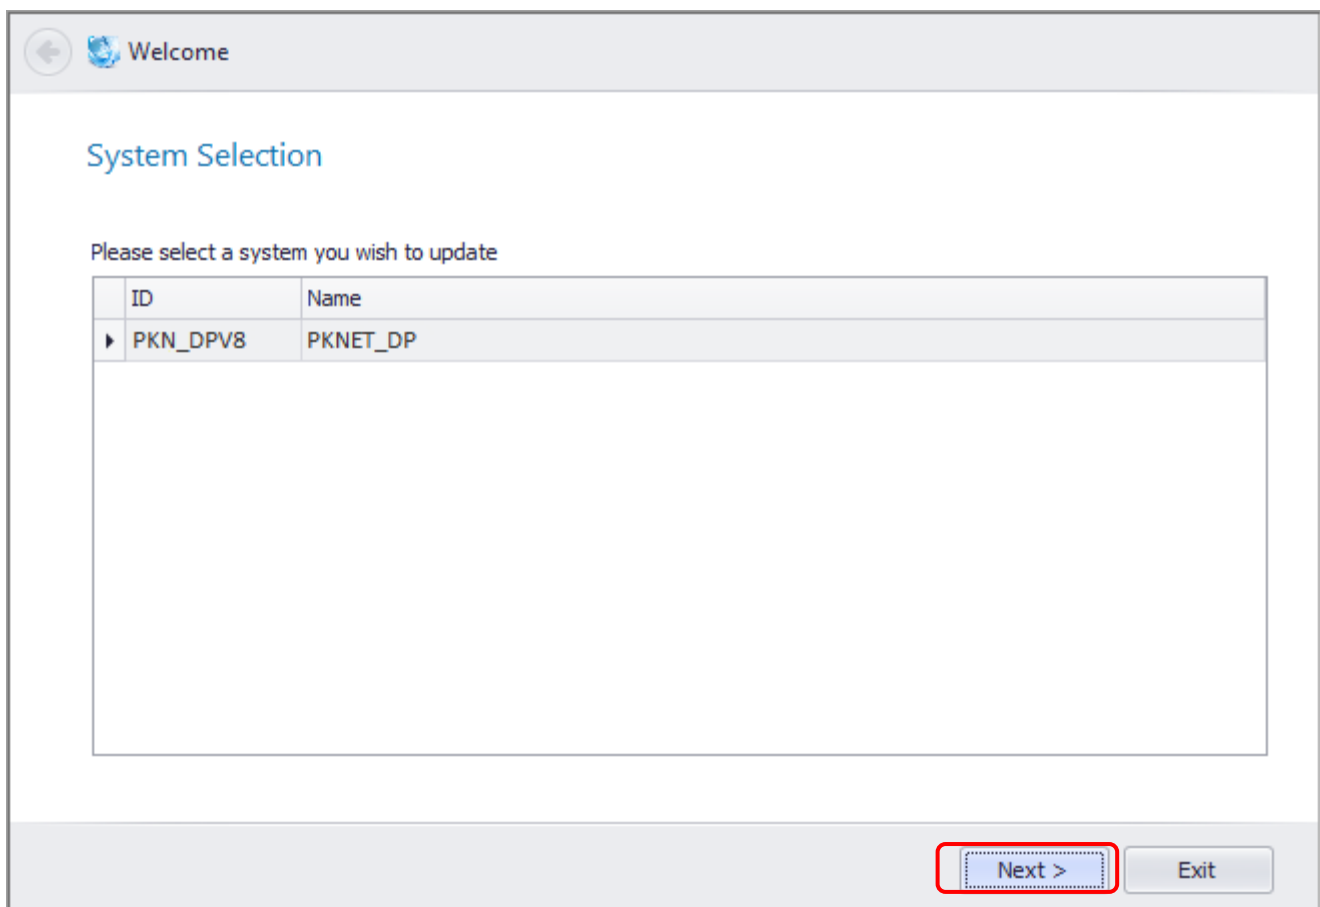 Welcome
System Selection
Please select a system you wish to update
ID Name
PKN_DPV8 PKNET_DP
Next > Exit